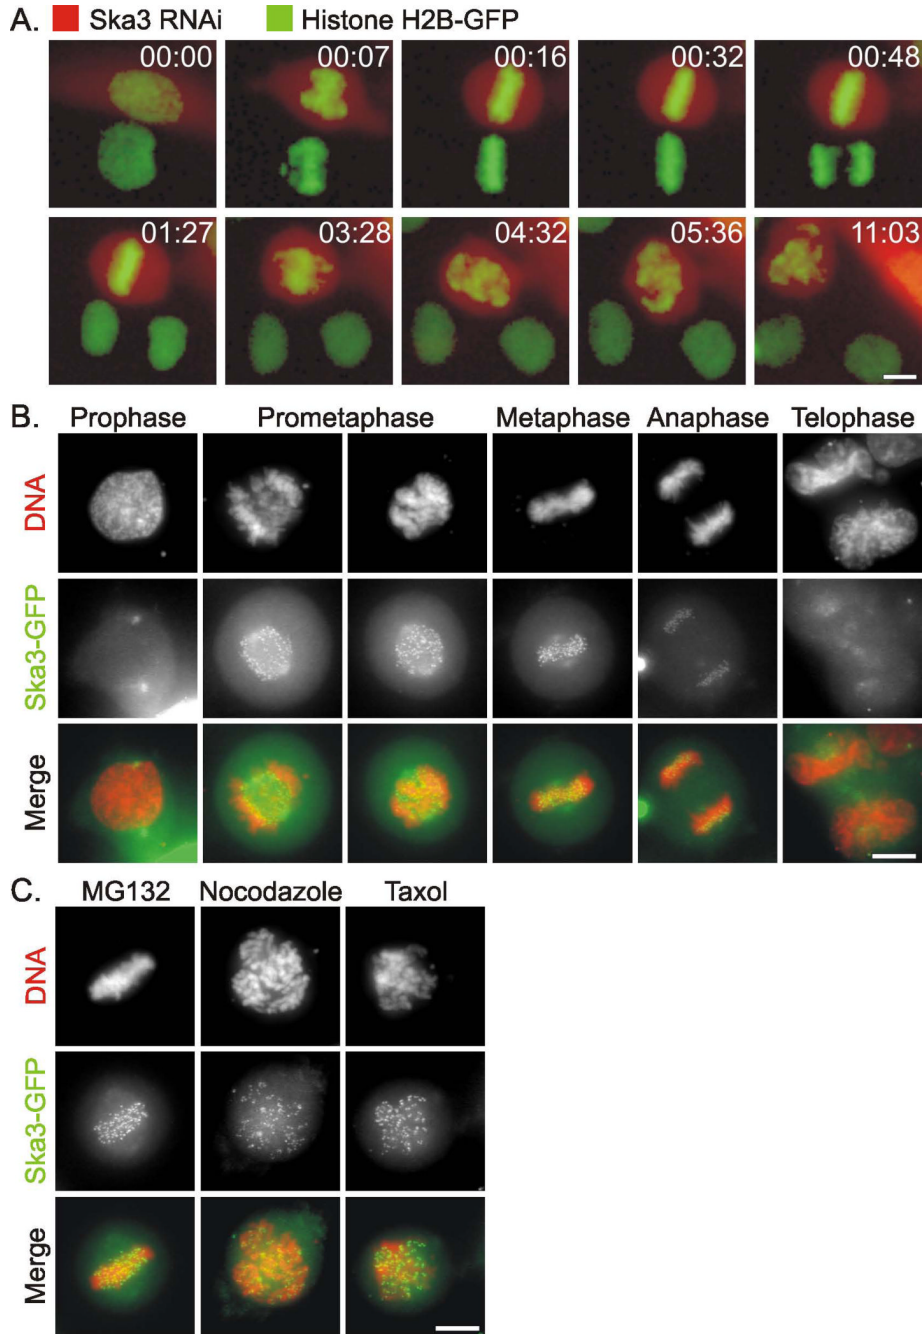 A. Ska3 RNAi Histone H2B-GFP
00:00 00:07 00:16 00:32 00:48
01:27 03:28 04:32 05:36 11:03
B. Prophase Prometaphase Metaphase Anaphase Telophase
DNA
Ska3-GFP
Merge
C. MG132 Nocodazole Taxol
DNA
Ska3-GFP
Merge